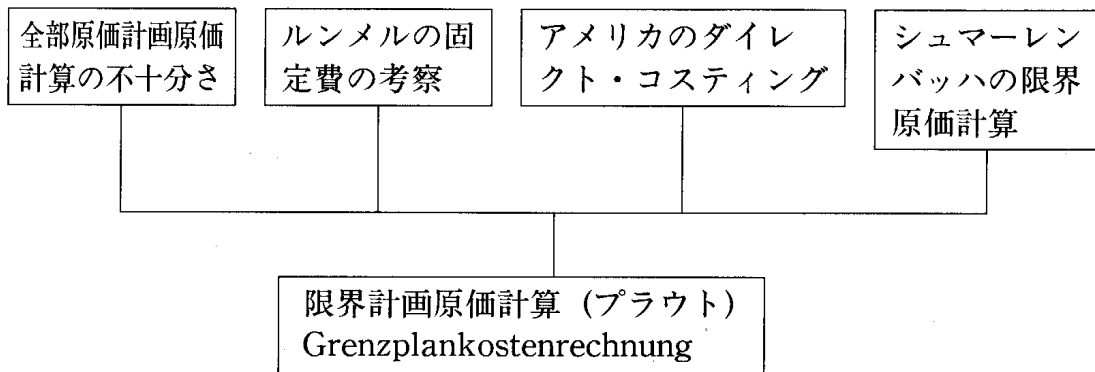 全部原価計画原価
計算の不十分さ
ルンメルの固
定費の考察
アメリカのダイレ
クト・コスティング
シュマーレン
バッハの限界
原価計算
限界計画原価計算（プラウト）
Grenzplankostenrechnung